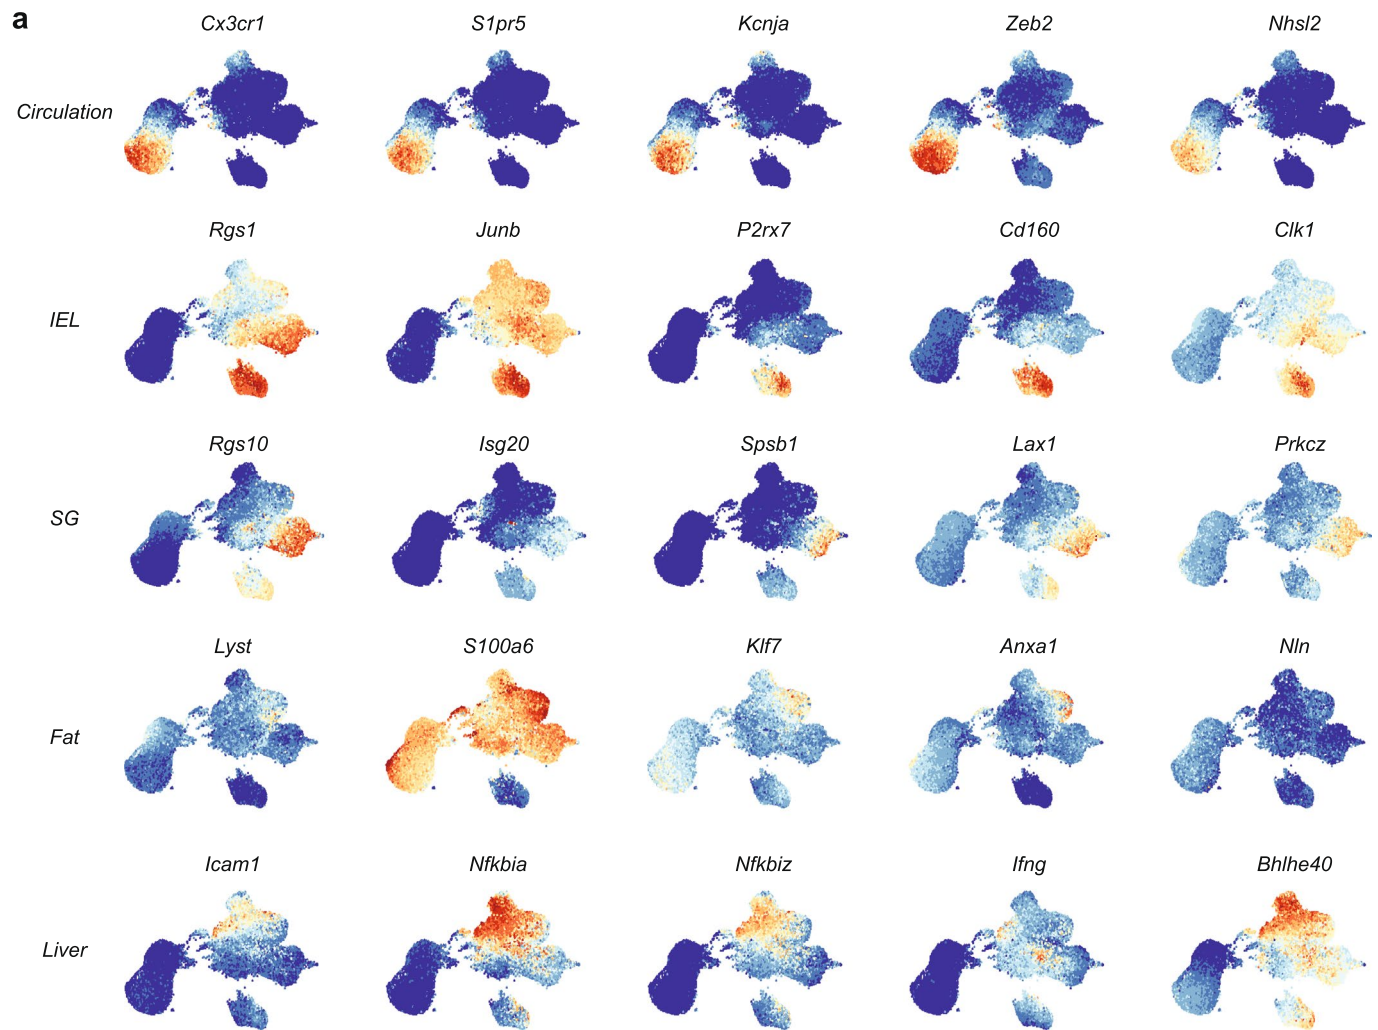 a
Cx3cr1 S1pr5 Kcnja Zeb2 Nhsl2
Circulation
Rgs1 Junb P2rx7 Cd160 Clk1
IEL
Rgs10 Isg20 Spsb1 Lax1 Prkcz
SG
Lyst S100a6 Klf7 Anxa1 Nln
Fat
Icam1 Nfkbia Nfkbiz Ifng Bhlhe40
Liver